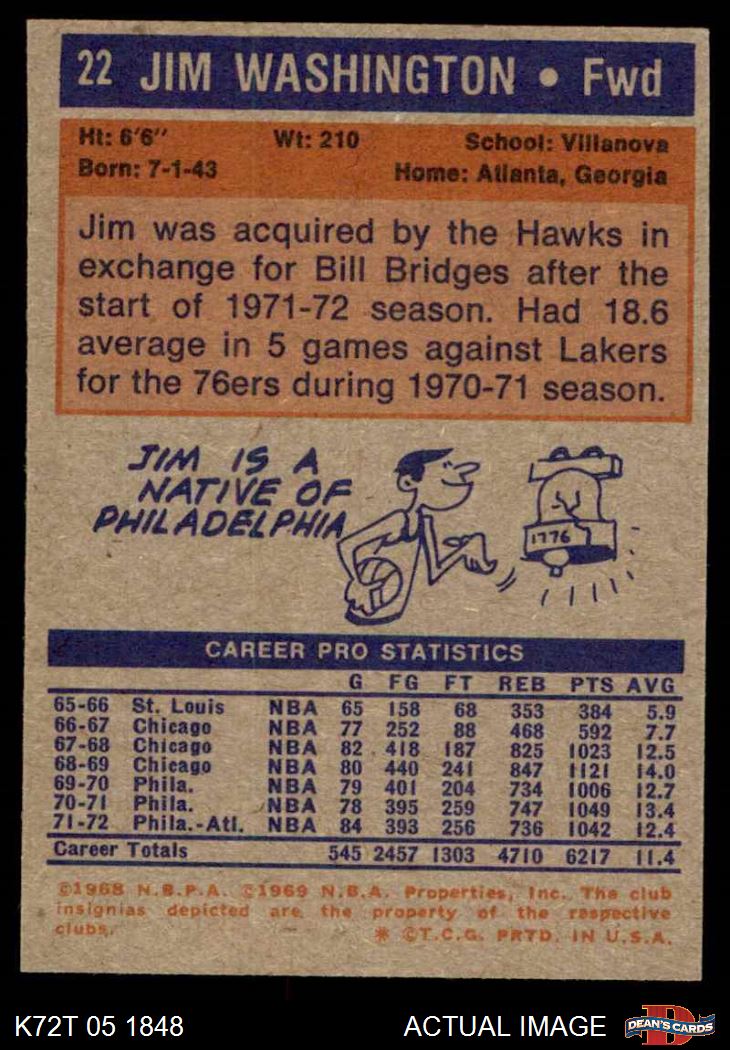 22 JIM WASHINGTON • Fwd
Ht: 6'6" Wt: 210 School: Villanova
Born: 7-1-43 Home: Atlanta, Georgia
Jim was acquired by the Hawks in
exchange for Bill Bridges after the
start of 1971-72 season. Had 18.6
average in 5 games against Lakers
for the 76ers during 1970-71 season.
JIM IS A
NATIVE OF
PHILADELPHIA
1776
CAREER PRO STATISTICS
G FG FT REB PTS AVG
65-66 St. Louis NBA 65 158 68 353 384 5.9
66-67 Chicago NBA 77 252 88 468 592 7.7
67-68 Chicago NBA 82 418 187 825 1023 12.5
68-69 Chicago NBA 80 440 241 847 1121 14.0
69-70 Phila. NBA 79 401 204 734 1006 12.7
70-71 Phila. NBA 78 395 259 747 1049 13.4
71-72 Phila.-Atl. NBA 84 393 256 736 1042 12.4
Career Totals 545 2457 1303 4710 6217 11.4
©1968 N.B.P.A. ©1969 N.B.A. Properties, Inc. The club
insignias depicted are the property of the respective
clubs.
* ©T.C.G. PRTD. IN U.S.A.
K72T 05 1848 ACTUAL IMAGE D DEAN'S CARDS